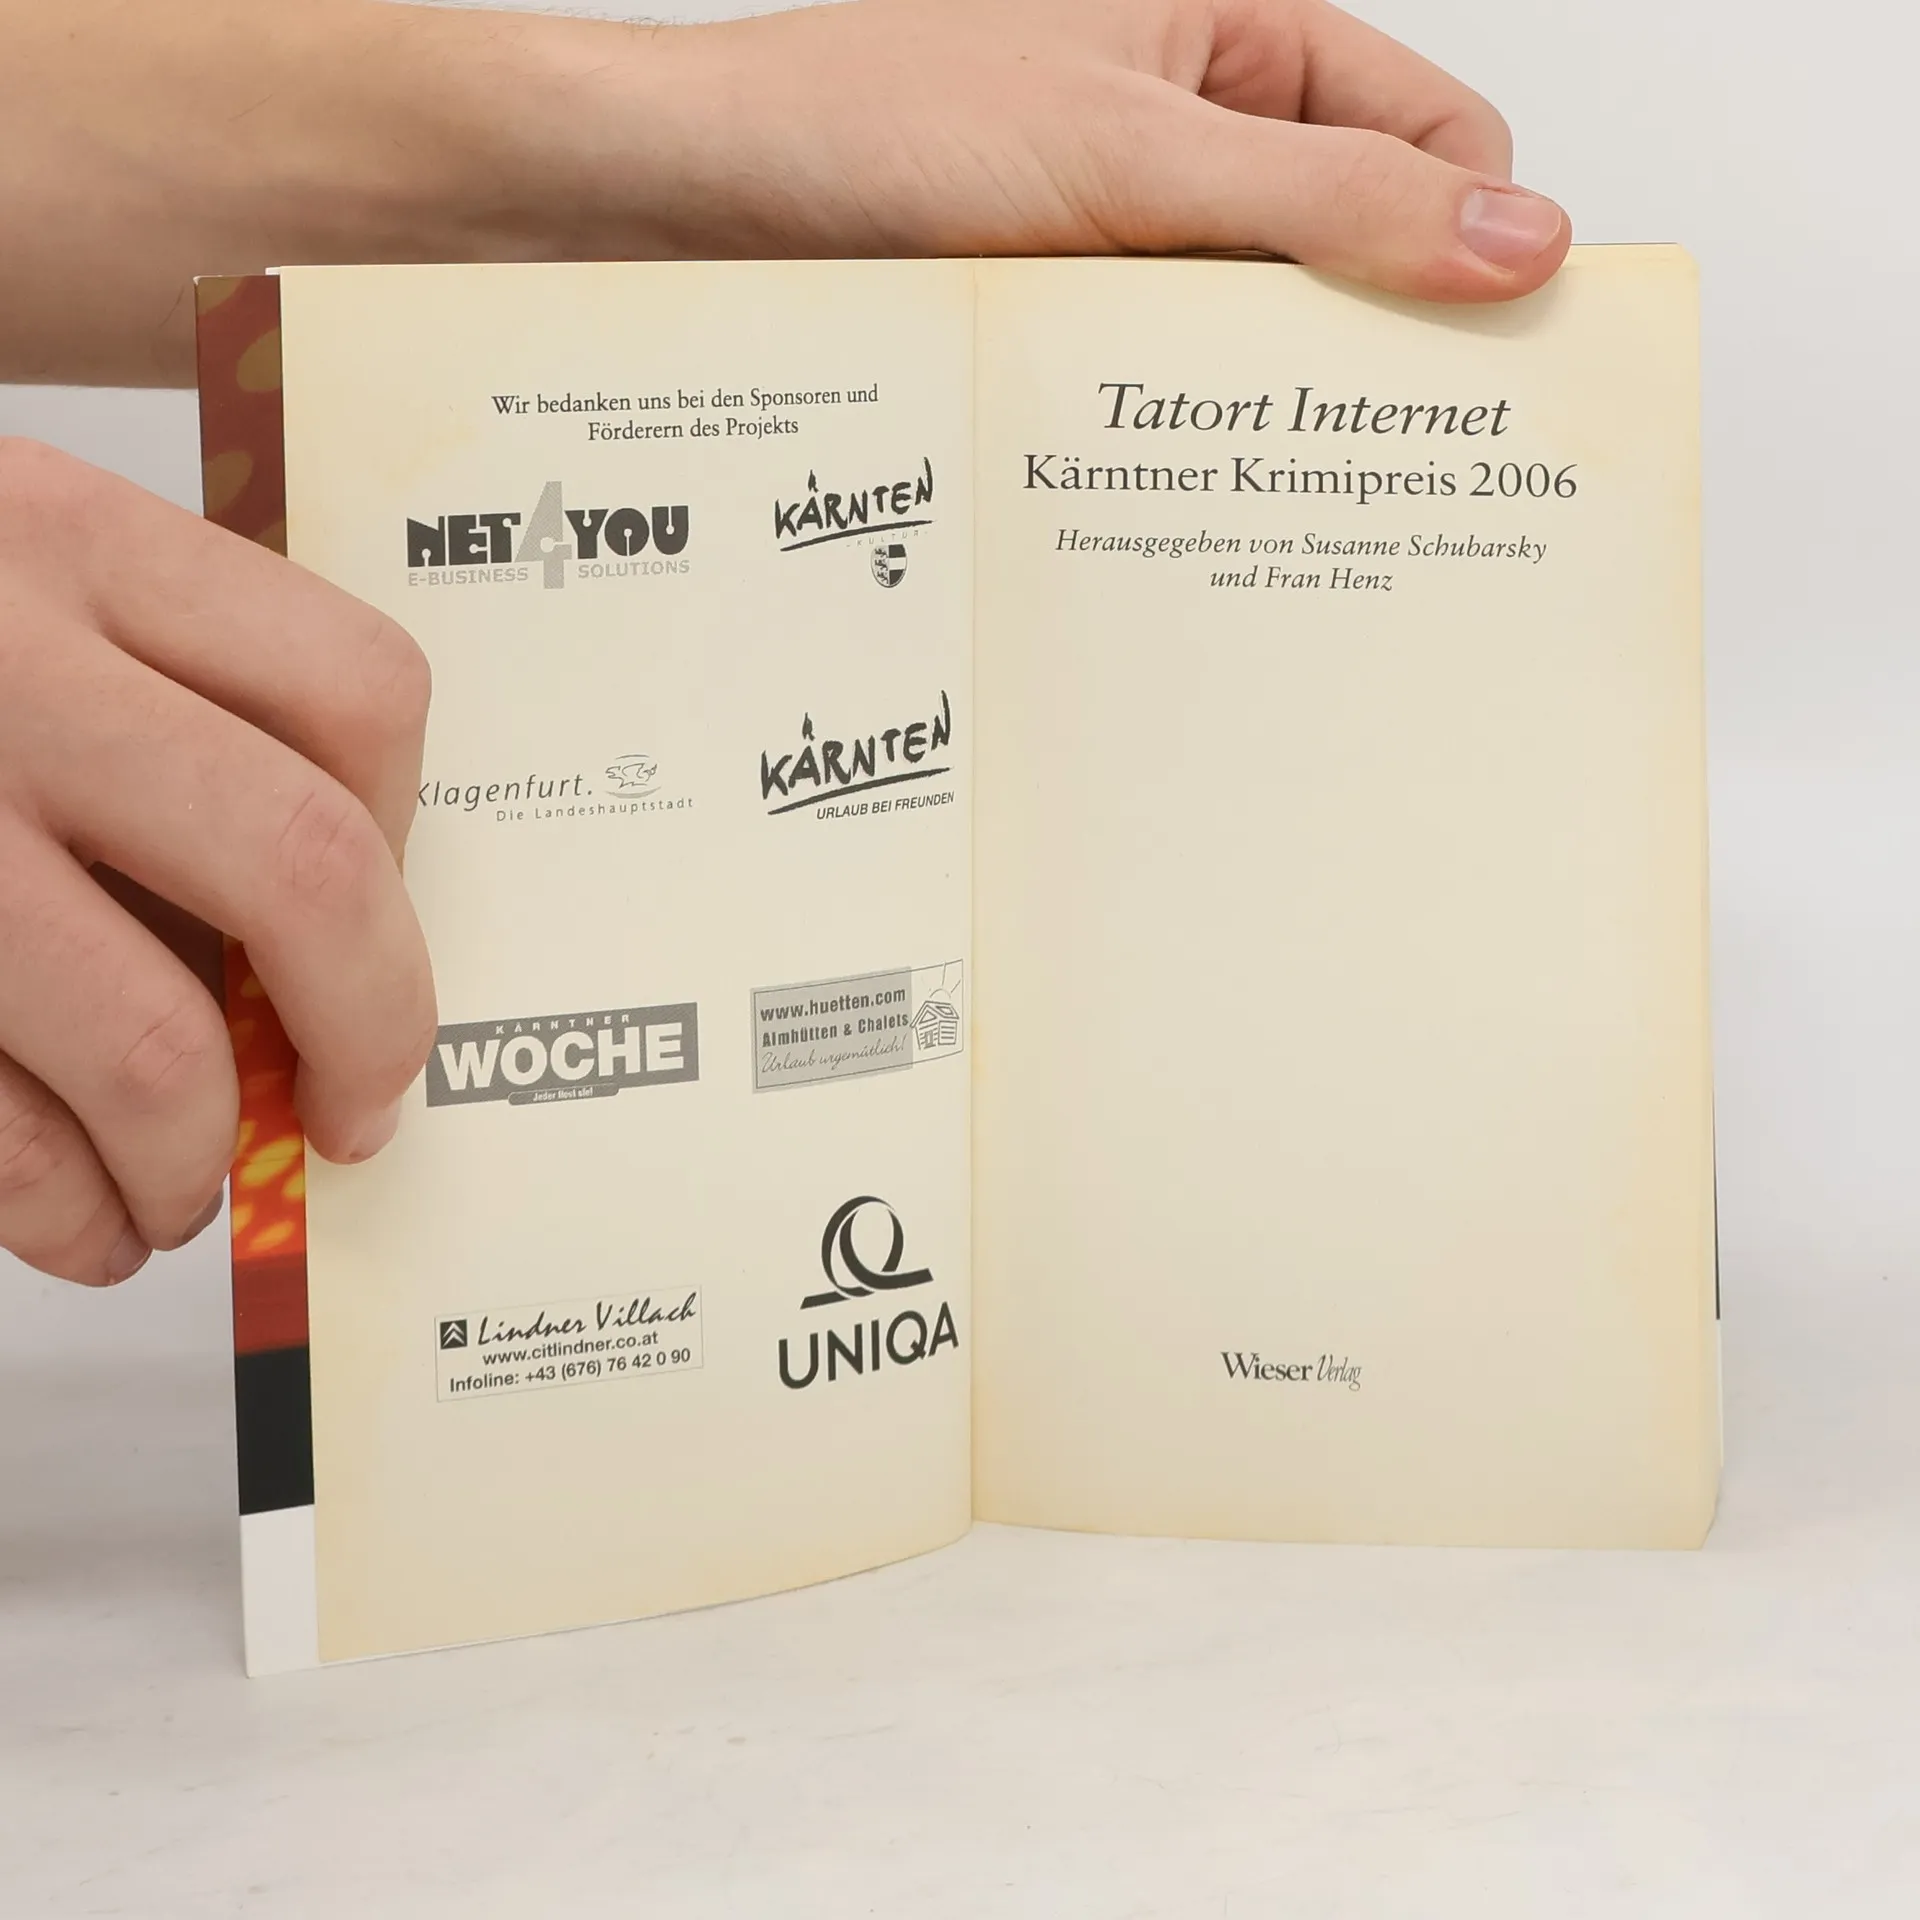 Wir bedanken uns bei den Sponsoren und
Förderern des Projekts
NET4YOU
E-BUSINESS SOLUTIONS
KÄRNTEN
- KULTUR -
Klagenfurt.
Die Landeshauptstadt
KÄRNTEN
URLAUB BEI FREUNDEN
KÄRNTNER
WOCHE
Jeder liest sie!
www.huetten.com
Almhütten & Chalets
Urlaub urgemütlich!
Lindner Villach
www.citlindner.co.at
Infoline: +43 (676) 76 42 0 90
UNIQA
Tatort Internet
Kärntner Krimipreis 2006
Herausgegeben von Susanne Schubarsky
und Fran Henz
Wieser Verlag